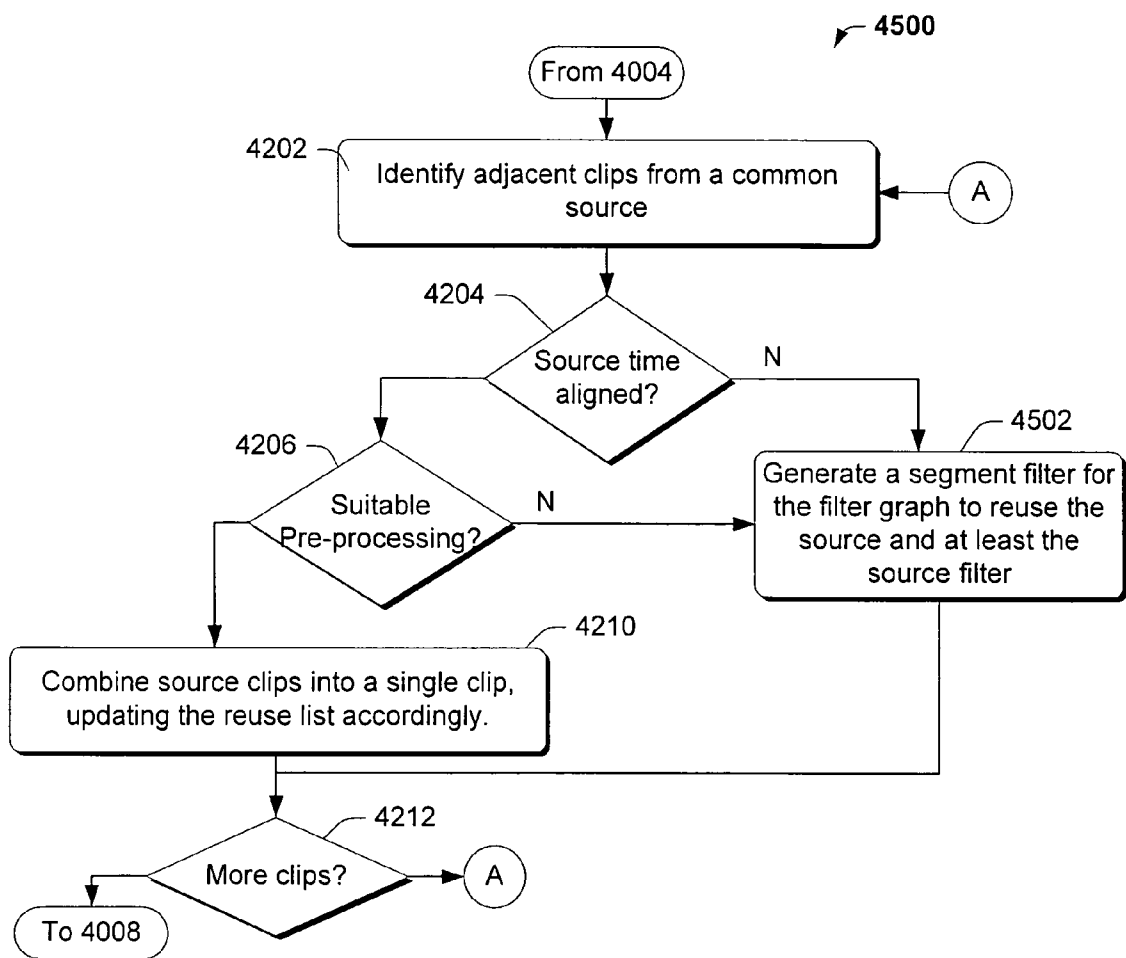 4500
From 4004
4202
Identify adjacent clips from a common
source
A
4204
Source time
aligned?
N
4206
Suitable
Pre-processing?
N
4502
Generate a segment filter for
the filter graph to reuse the
source and at least the
source filter
4210
Combine source clips into a single clip,
updating the reuse list accordingly.
4212
More clips?
A
To 4008